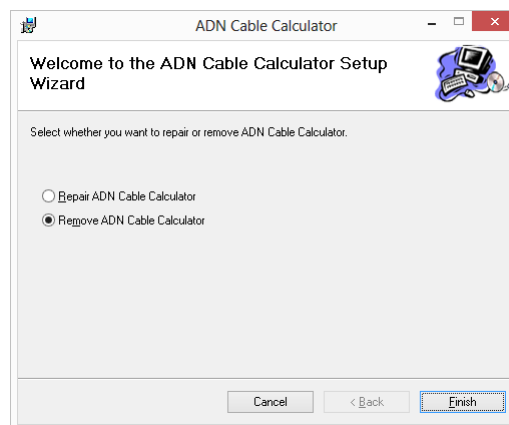 ADN Cable Calculator
Welcome to the ADN Cable Calculator Setup
Wizard
Select whether you want to repair or remove ADN Cable Calculator.
Repair ADN Cable Calculator
Remove ADN Cable Calculator
Cancel
< Back
Finish